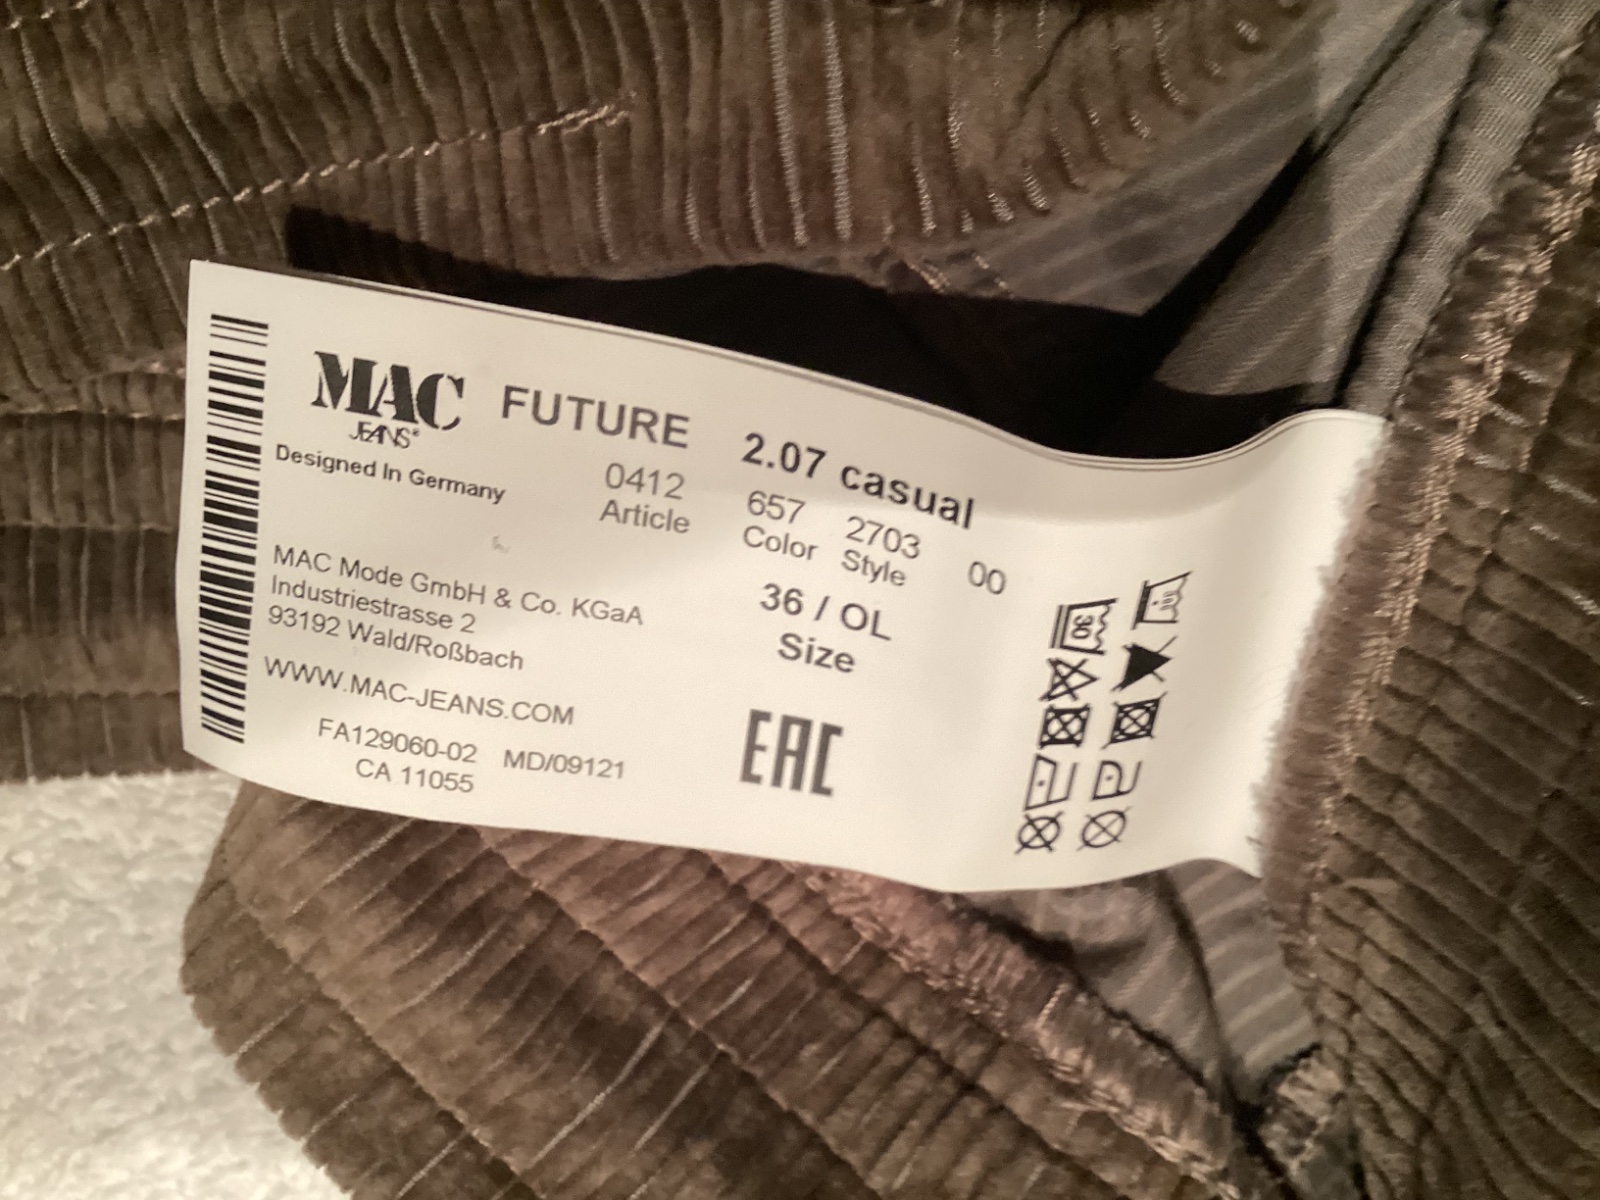 MAC
JEANS®
Designed In Germany
FUTURE 2.07 casual
0412 657 2703 00
Article Color Style
MAC Mode GmbH & Co. KGaA
Industriestrasse 2
93192 Wald/Roßbach
36 / OL
Size
WWW.MAC-JEANS.COM
FA129060-02 MD/09121
CA 11055
EAC
30